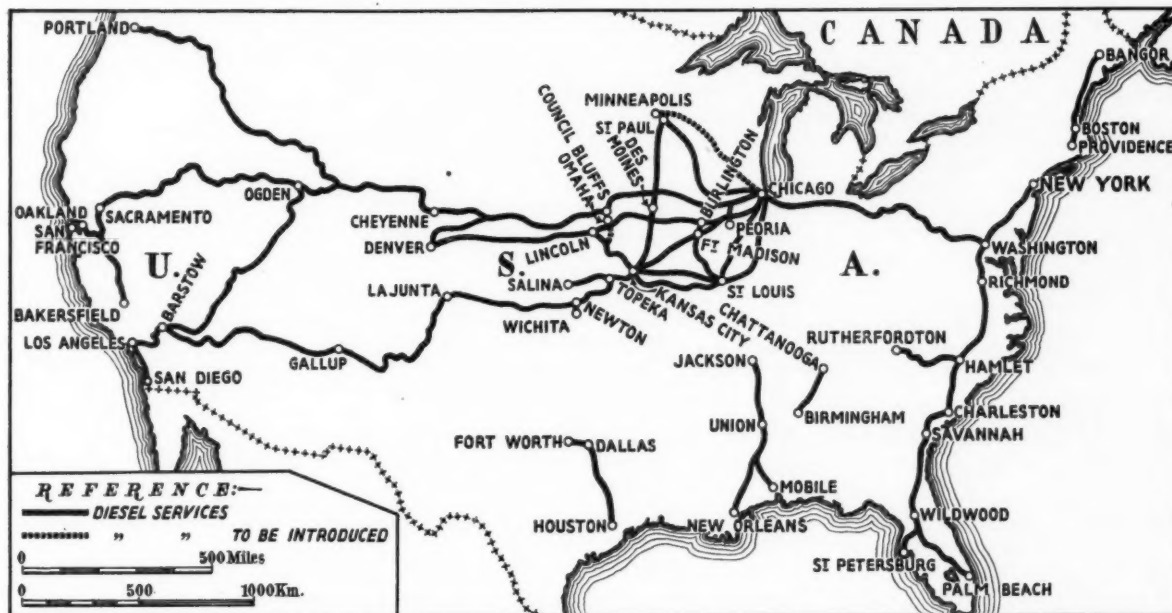 CANADA
PORTLAND
BANGOR
MINNEAPOLIS
ST PAUL
COUNCIL BLUFFS
OMAHA
DES MOINES
BURLINGTON
BOSTON
PROVIDENCE
CHICAGO
NEW YORK
OGDEN
OAKLAND
SACRAMENTO
SAN FRANCISCO
CHEYENNE
DENVER
LINCOLN
PEORIA
FT MADISON
WASHINGTON
RICHMOND
U. S. A.
BARSTOW
SALINA
LA JUNTA
TOPEKA
KANSAS CITY
ST LOUIS
BAKERSFIELD
LOS ANGELES
WICHITA
NEWTON
CHATTANOOGA
RUTHERFORDTON
GALLUP
JACKSON
HAMLET
SAN DIEGO
BIRMINGHAM
CHARLESTON
UNION
SAVANNAH
FORT WORTH
DALLAS
MOBILE
WILDWOOD
HOUSTON
NEW ORLEANS
ST PETERSBURG
PALM BEACH
REFERENCE:—
DIESEL SERVICES
" " TO BE INTRODUCED
0 500 Miles
0 500 1000 Km.